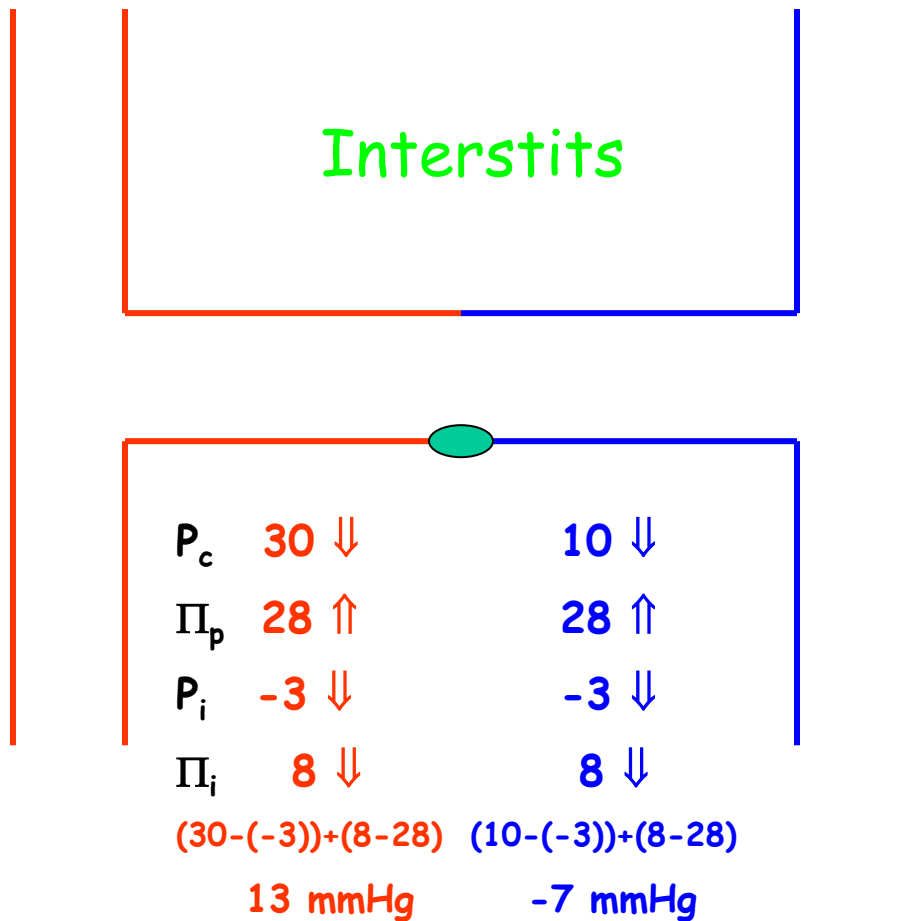 Interstits
Pc 30 ⇓ 10 ⇓
Πp 28 ⇑ 28 ⇑
Pi -3 ⇓ -3 ⇓
Πi 8 ⇓ 8 ⇓
(30-(-3))+(8-28) (10-(-3))+(8-28)
13 mmHg -7 mmHg